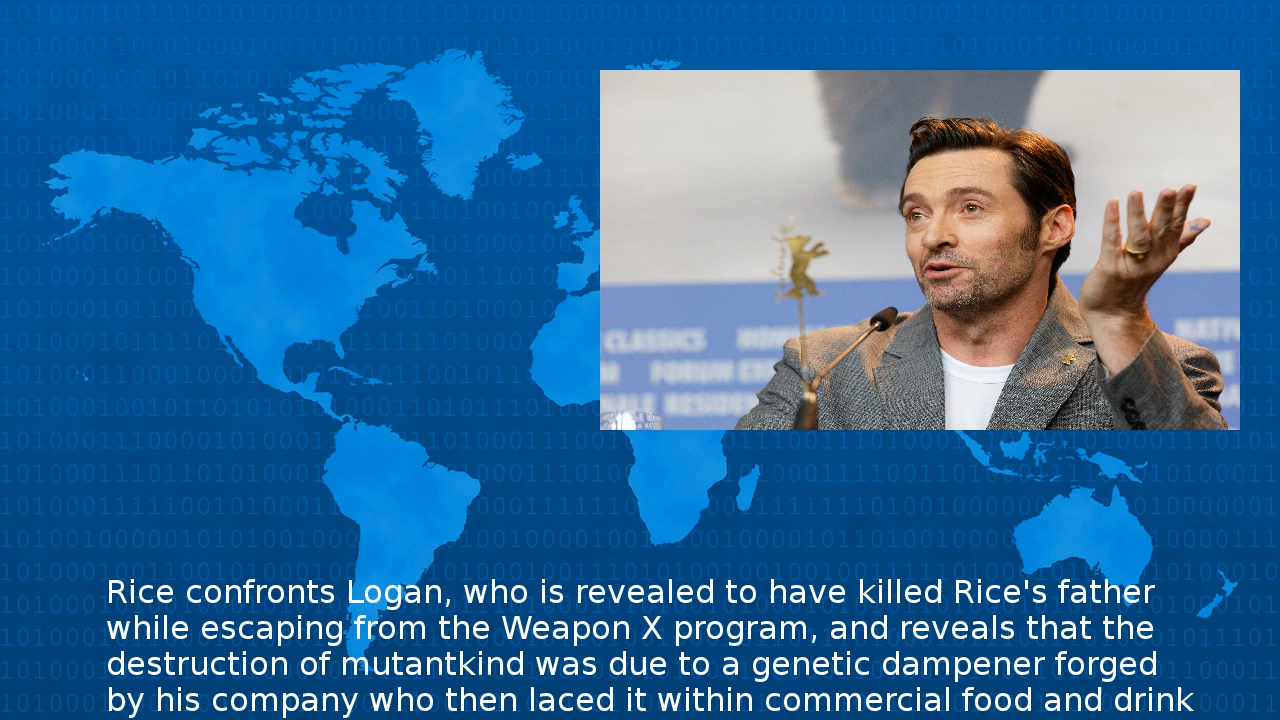 CLASSICS
FORUM
Rice confronts Logan, who is revealed to have killed Rice's father
while escaping from the Weapon X program, and reveals that the
destruction of mutantkind was due to a genetic dampener forged
by his company who then laced it within commercial food and drink